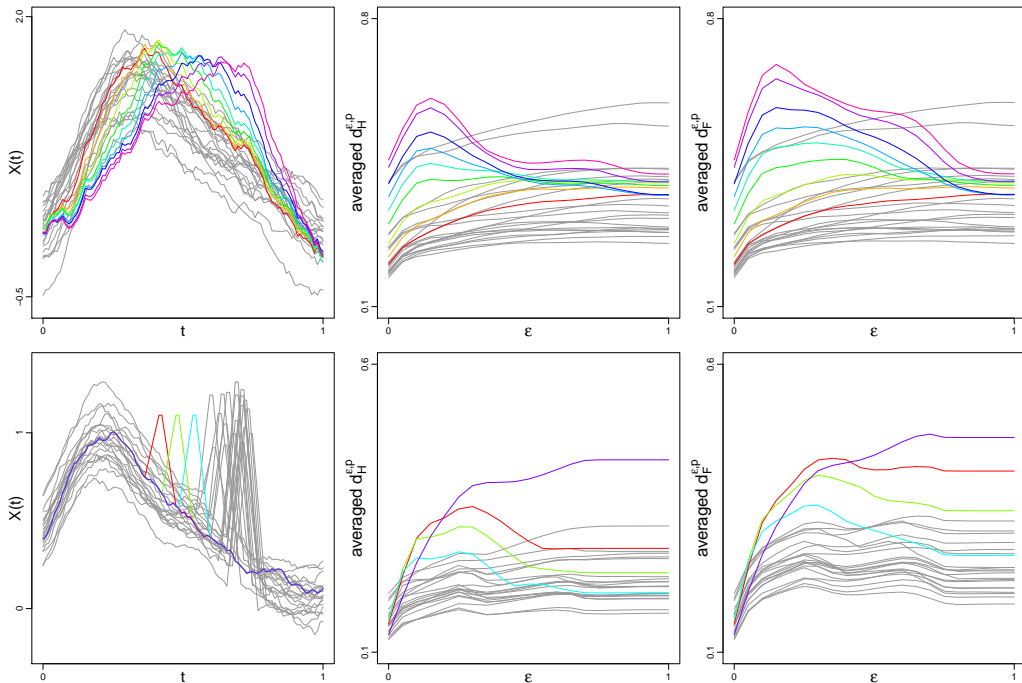 2.0
X(t)
−0.5
0
t
1
0.8
averaged d_H^{ε,p}
0.1
0
ε
1
0.8
averaged d_F^{ε,p}
0.1
0
ε
1
1
X(t)
0
0
t
1
0.6
averaged d_H^{ε,p}
0.1
0
ε
1
0.6
averaged d_F^{ε,p}
0.1
0
ε
1